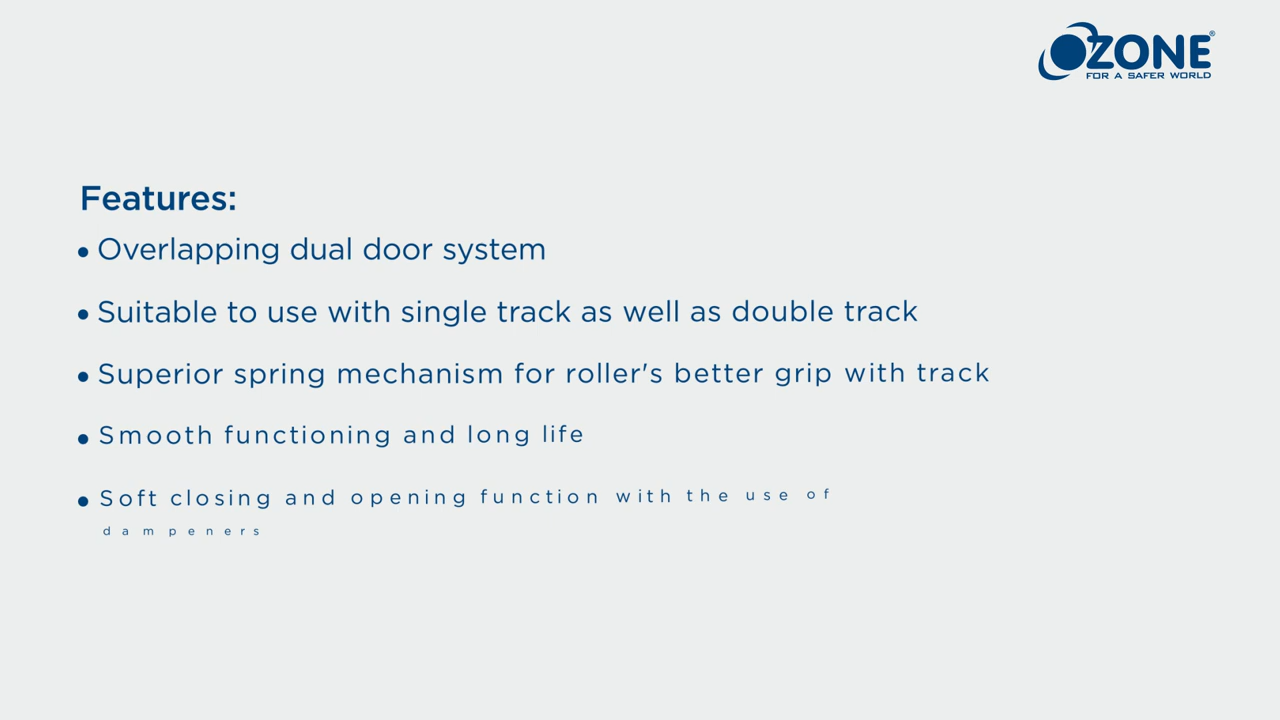 OZONE®
FOR A SAFER WORLD
Features:
• Overlapping dual door system
• Suitable to use with single track as well as double track
• Superior spring mechanism for roller's better grip with track
• Smooth functioning and long life
• Soft closing and opening function with the use of
dampeners